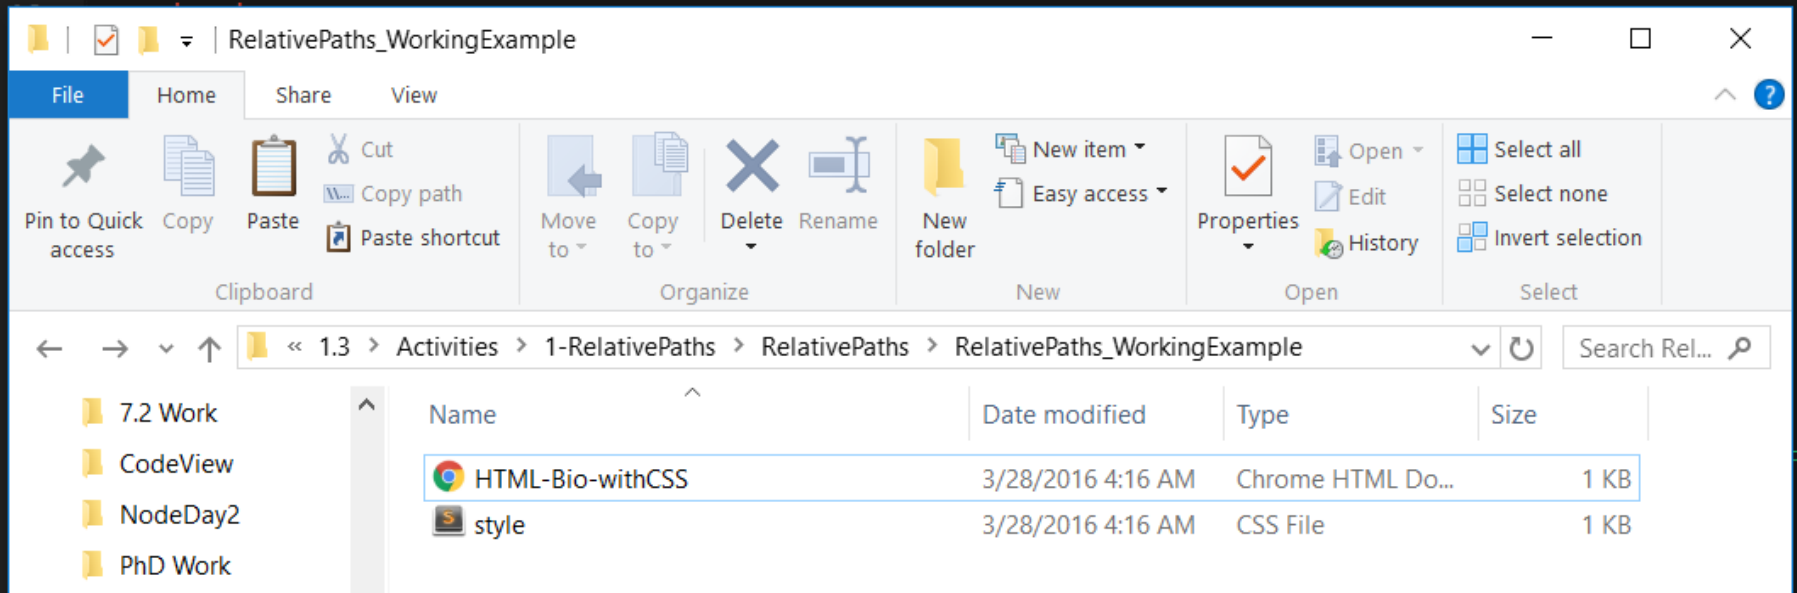 RelativePaths_WorkingExample
File Home Share View
Pin to Quick access
Copy
Paste
Cut
Copy path
Paste shortcut
Clipboard
Move to
Copy to
Delete
Rename
Organize
New folder
New item
Easy access
New
Properties
Open
Edit
History
Open
Select all
Select none
Invert selection
Select
« 1.3 > Activities > 1-RelativePaths > RelativePaths > RelativePaths_WorkingExample
Search Rel...
7.2 Work
CodeView
NodeDay2
PhD Work
Name Date modified Type Size
HTML-Bio-withCSS 3/28/2016 4:16 AM Chrome HTML Do... 1 KB
style 3/28/2016 4:16 AM CSS File 1 KB